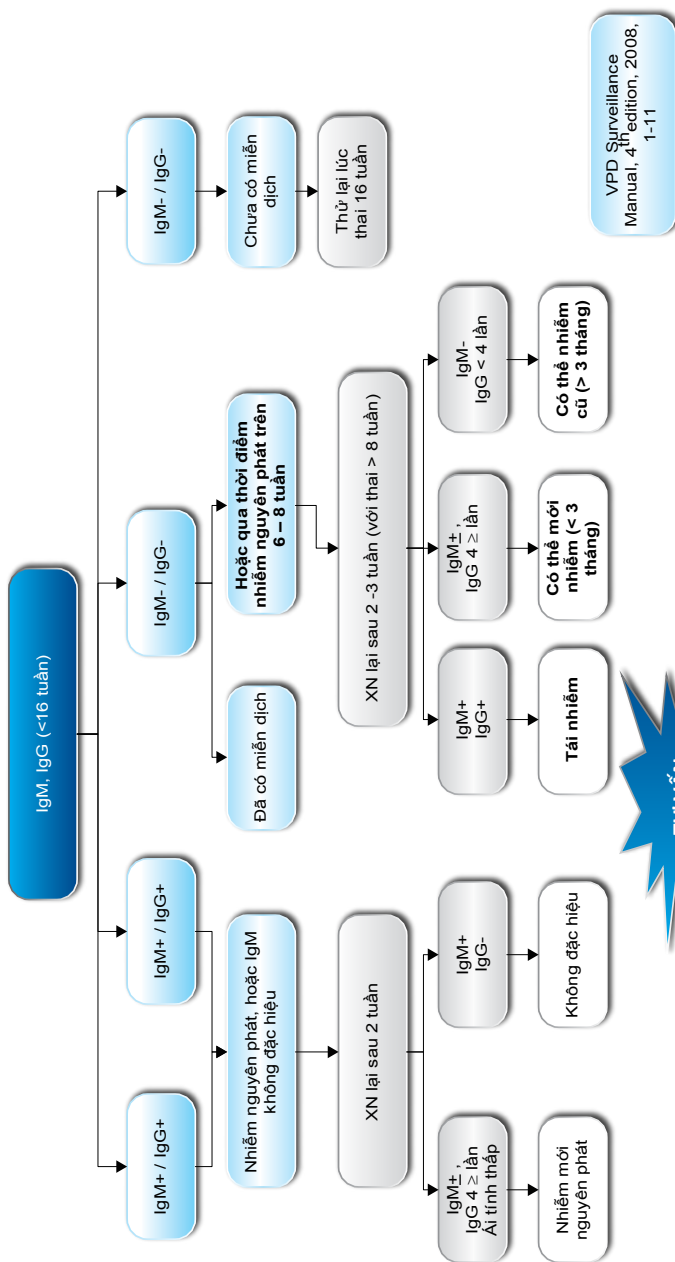 IgM, IgG (<16 tuần)
IgM+ / IgG+
IgM+ / IgG+
IgM- / IgG-
IgM- / IgG-
Nhiễm nguyên phát, hoặc IgM
không đặc hiệu
Đã có miễn dịch
Hoặc qua thời điểm
nhiễm nguyên phát trên
6 – 8 tuần
Chưa có miễn
dịch
XN lại sau 2 tuần
XN lại sau 2 -3 tuần (với thai > 8 tuần)
Thử lại lúc
thai 16 tuần
IgM±,
IgG 4 ≥ lần
Ái tính thấp
IgM+
IgG-
IgM+
IgG+
IgM±,
IgG 4 ≥ lần
IgM-
IgG < 4 lần
Nhiễm mới
nguyên phát
Không đặc hiệu
Tái nhiễm
Có thể mới
nhiễm (< 3
tháng)
Có thể nhiễm
cũ (> 3 tháng)
VPD Surveillance
Manual, 4th edition, 2008,
1-11